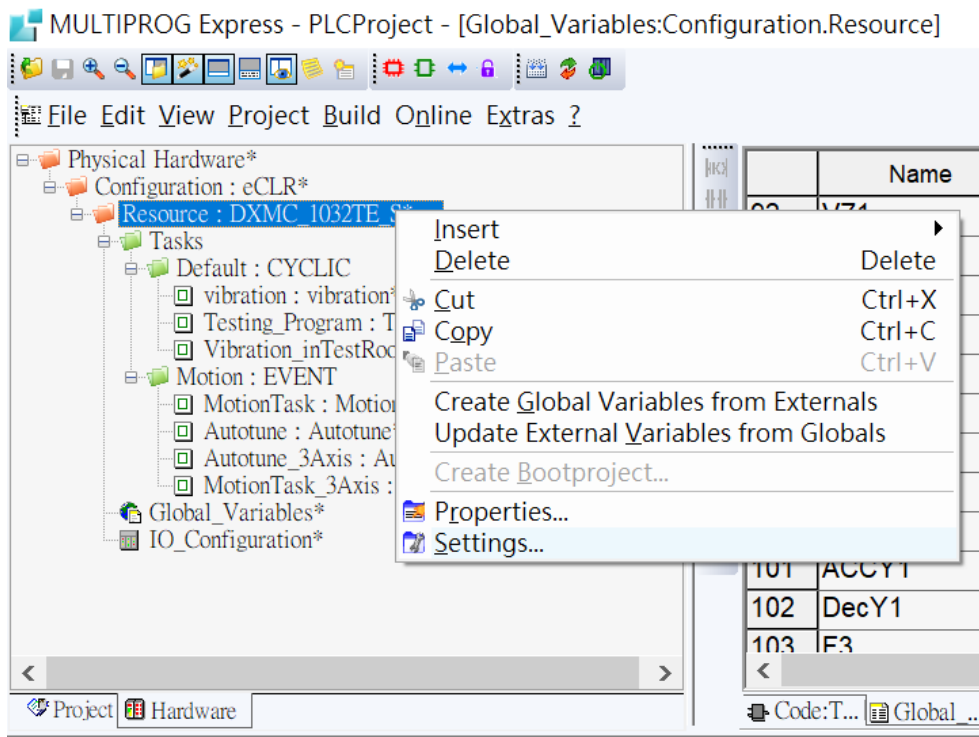 MULTIPROG Express - PLCProject - [Global_Variables:Configuration.Resource]
File Edit View Project Build Online Extras ?
Physical Hardware*
Configuration : eCLR*
Resource : DXMC_1032TE_S*
Tasks
Default : CYCLIC
vibration : vibration*
Testing_Program : T
Vibration_inTestRoo
Motion : EVENT
MotionTask : Motion
Autotune : Autotune*
Autotune_3Axis : Au
MotionTask_3Axis :
Global_Variables*
IO_Configuration*
Insert
Delete Delete
Cut Ctrl+X
Copy Ctrl+C
Paste Ctrl+V
Create Global Variables from Externals
Update External Variables from Globals
Create Bootproject...
Properties...
Settings...
Name
101 ACCY1
102 DecY1
103 F3
Project Hardware
Code:T... Global_...